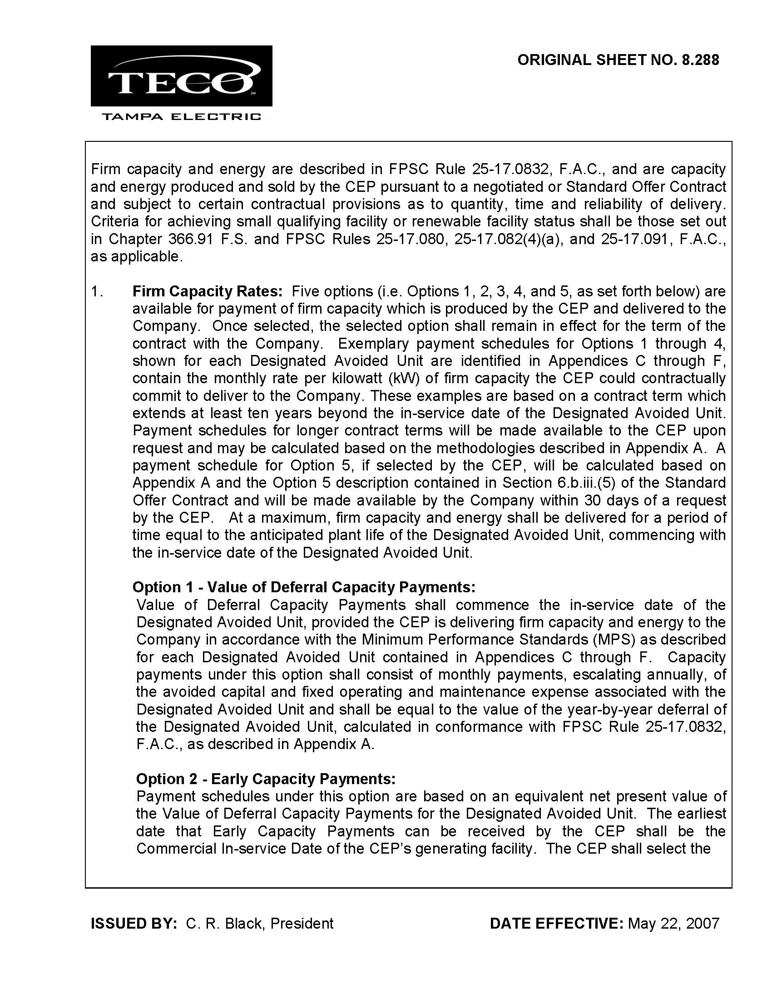 ORIGINAL SHEET NO. 8.288
TECO
SM
TAMPA ELECTRIC
Firm capacity and energy are described in FPSC Rule 25-17.0832, F.A.C., and are capacity
and energy produced and sold by the CEP pursuant to a negotiated or Standard Offer Contract
and subject to certain contractual provisions as to quantity, time and reliability of delivery.
Criteria for achieving small qualifying facility or renewable facility status shall be those set out
in Chapter 366.91 F.S. and FPSC Rules 25-17.080, 25-17.082(4)(a), and 25-17.091, F.A.C.,
as applicable.
1. Firm Capacity Rates: Five options (i.e. Options 1, 2, 3, 4, and 5, as set forth below) are
available for payment of firm capacity which is produced by the CEP and delivered to the
Company. Once selected, the selected option shall remain in effect for the term of the
contract with the Company. Exemplary payment schedules for Options 1 through 4,
shown for each Designated Avoided Unit are identified in Appendices C through F,
contain the monthly rate per kilowatt (kW) of firm capacity the CEP could contractually
commit to deliver to the Company. These examples are based on a contract term which
extends at least ten years beyond the in-service date of the Designated Avoided Unit.
Payment schedules for longer contract terms will be made available to the CEP upon
request and may be calculated based on the methodologies described in Appendix A. A
payment schedule for Option 5, if selected by the CEP, will be calculated based on
Appendix A and the Option 5 description contained in Section 6.b.iii.(5) of the Standard
Offer Contract and will be made available by the Company within 30 days of a request
by the CEP. At a maximum, firm capacity and energy shall be delivered for a period of
time equal to the anticipated plant life of the Designated Avoided Unit, commencing with
the in-service date of the Designated Avoided Unit.
Option 1 - Value of Deferral Capacity Payments:
Value of Deferral Capacity Payments shall commence the in-service date of the
Designated Avoided Unit, provided the CEP is delivering firm capacity and energy to the
Company in accordance with the Minimum Performance Standards (MPS) as described
for each Designated Avoided Unit contained in Appendices C through F. Capacity
payments under this option shall consist of monthly payments, escalating annually, of
the avoided capital and fixed operating and maintenance expense associated with the
Designated Avoided Unit and shall be equal to the value of the year-by-year deferral of
the Designated Avoided Unit, calculated in conformance with FPSC Rule 25-17.0832,
F.A.C., as described in Appendix A.
Option 2 - Early Capacity Payments:
Payment schedules under this option are based on an equivalent net present value of
the Value of Deferral Capacity Payments for the Designated Avoided Unit. The earliest
date that Early Capacity Payments can be received by the CEP shall be the
Commercial In-service Date of the CEP's generating facility. The CEP shall select the
ISSUED BY: C. R. Black, President
DATE EFFECTIVE: May 22, 2007